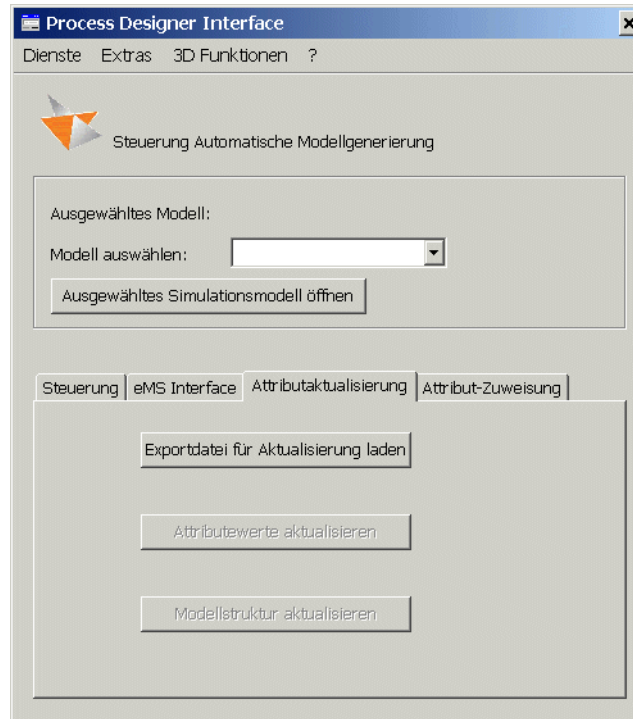 Process Designer Interface
Dienste Extras 3D Funktionen ?
Steuerung Automatische Modellgenerierung
Ausgewähltes Modell:
Modell auswählen:
Ausgewähltes Simulationsmodell öffnen
Steuerung eMS Interface Attributaktualisierung Attribut-Zuweisung
Exportdatei für Aktualisierung laden
Attributewerte aktualisieren
Modellstruktur aktualisieren